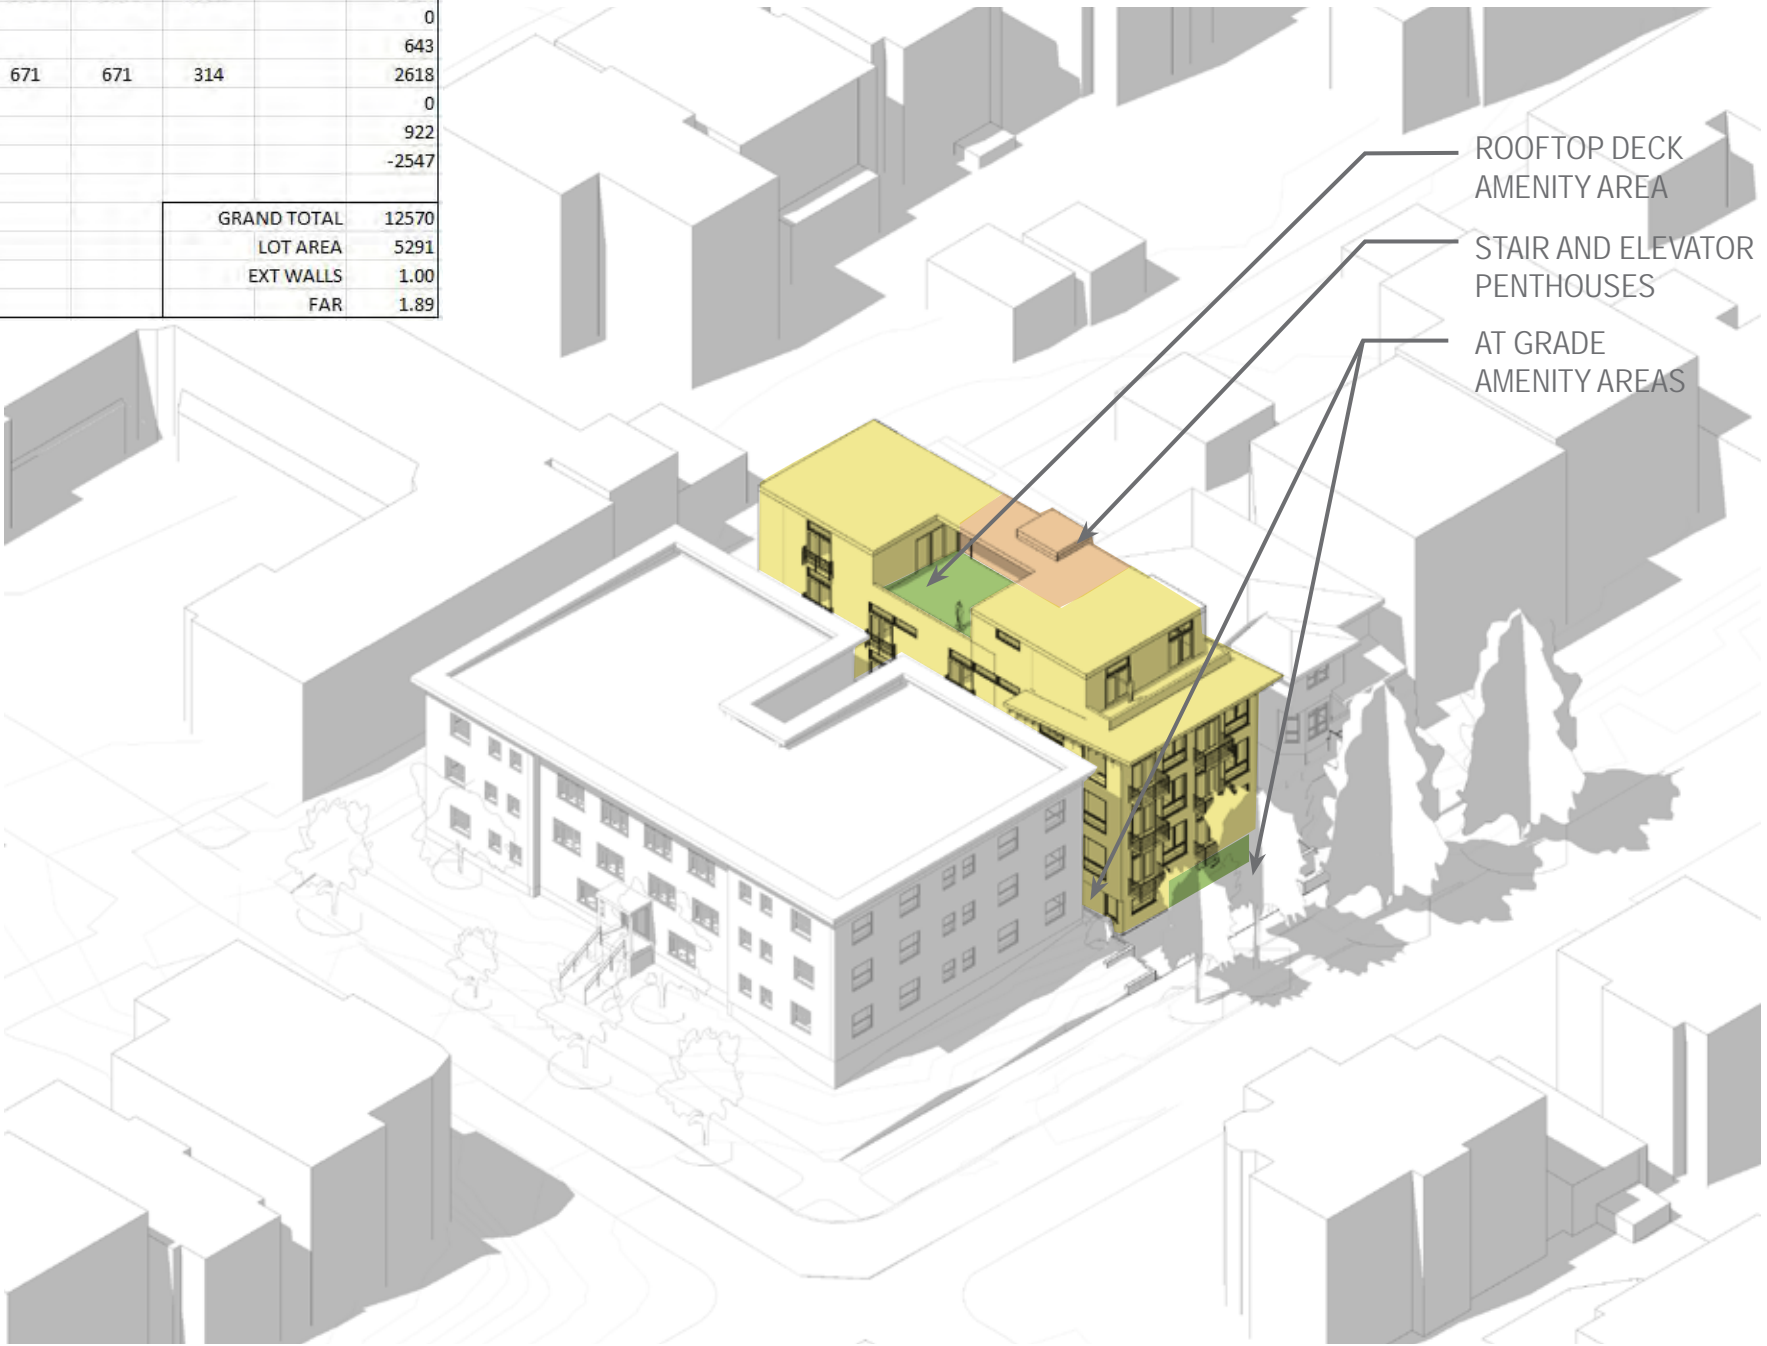 0
643
671 671 314 2618
0
922
-2547
GRAND TOTAL 12570
LOT AREA 5291
EXT WALLS 1.00
FAR 1.89
ROOFTOP DECK
AMENITY AREA
STAIR AND ELEVATOR
PENTHOUSES
AT GRADE
AMENITY AREAS